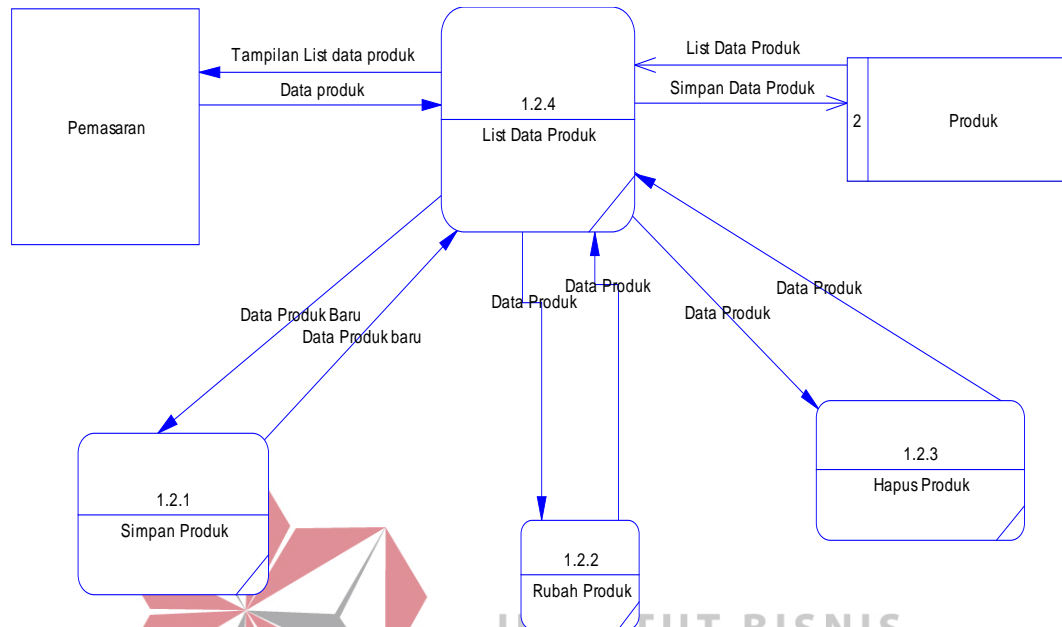 Tampilan List data produk
Data produk
Pemasaran
1.2.4
List Data Produk
List Data Produk
Simpan Data Produk
2
Produk
Data Produk Baru
Data Produk baru
Data Produk
Data Produk
Data Produk
Data Produk
1.2.1
Simpan Produk
1.2.2
Rubah Produk
1.2.3
Hapus Produk
BISNIS